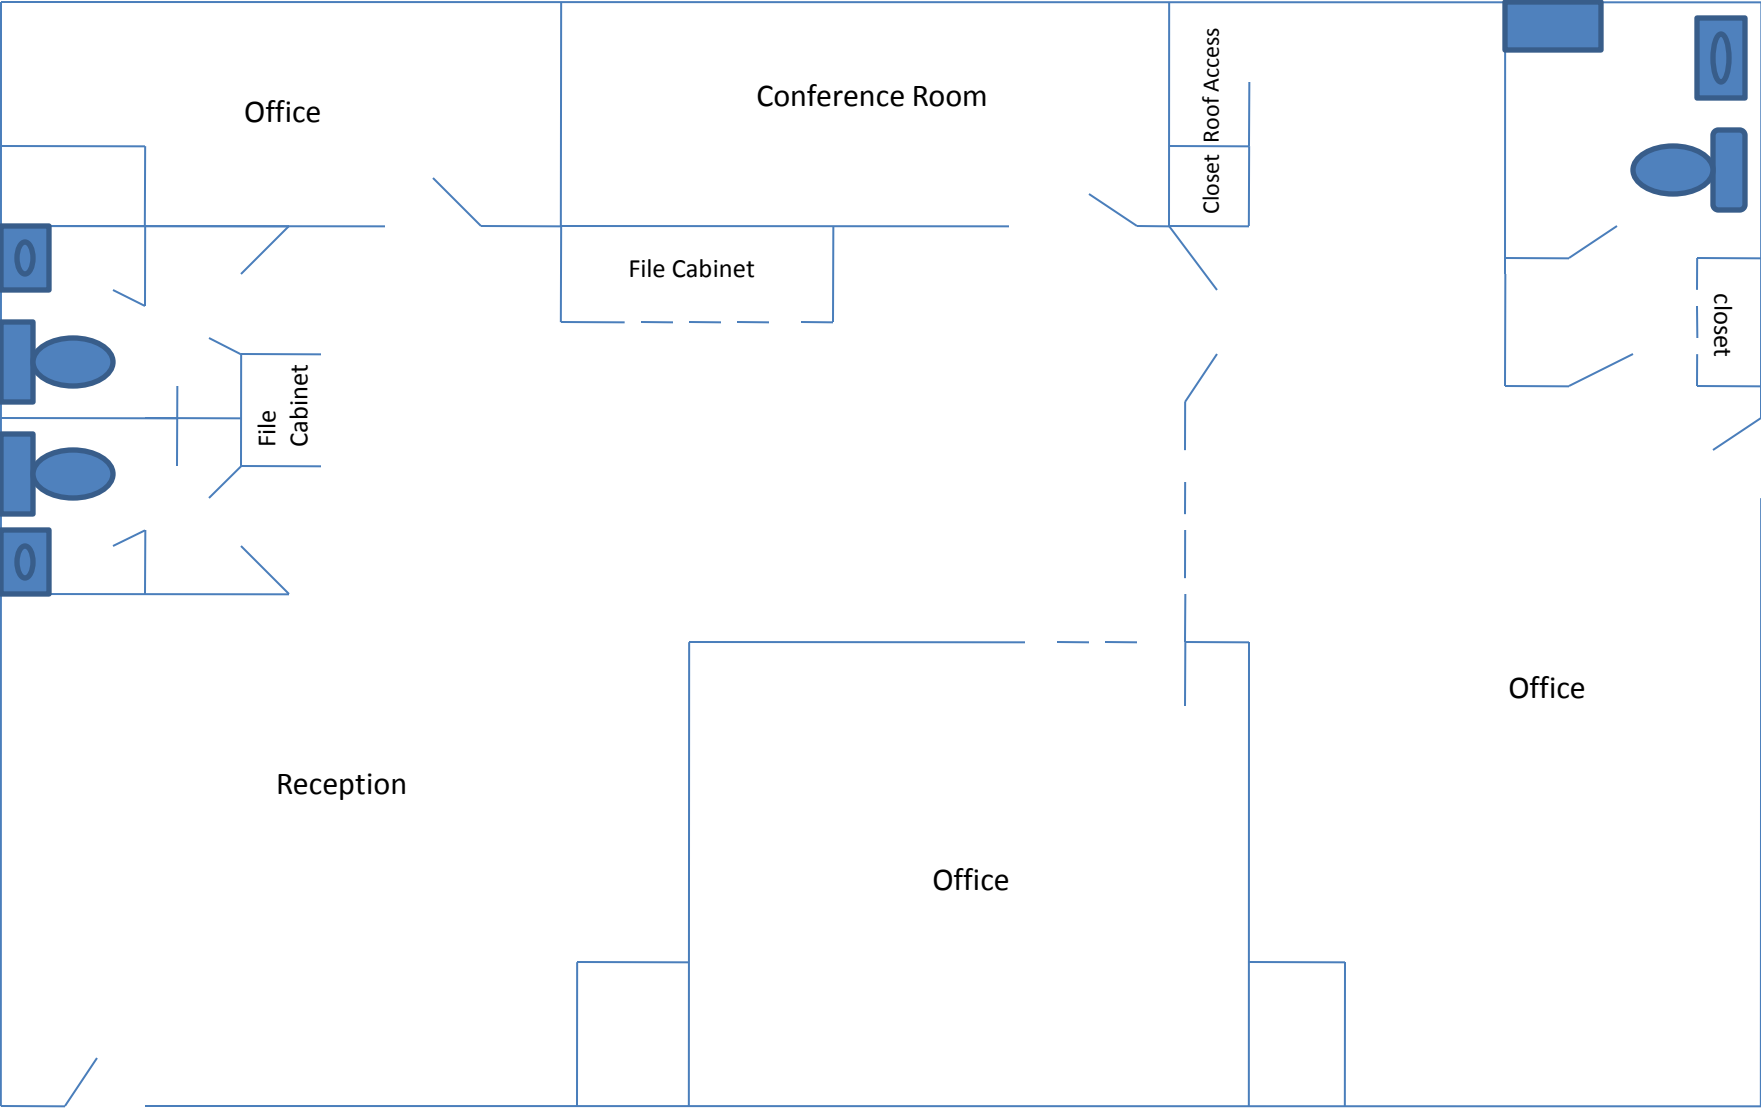 Office
Conference Room
Roof Access
Closet
File Cabinet
closet
File
Cabinet
Office
Reception
Office